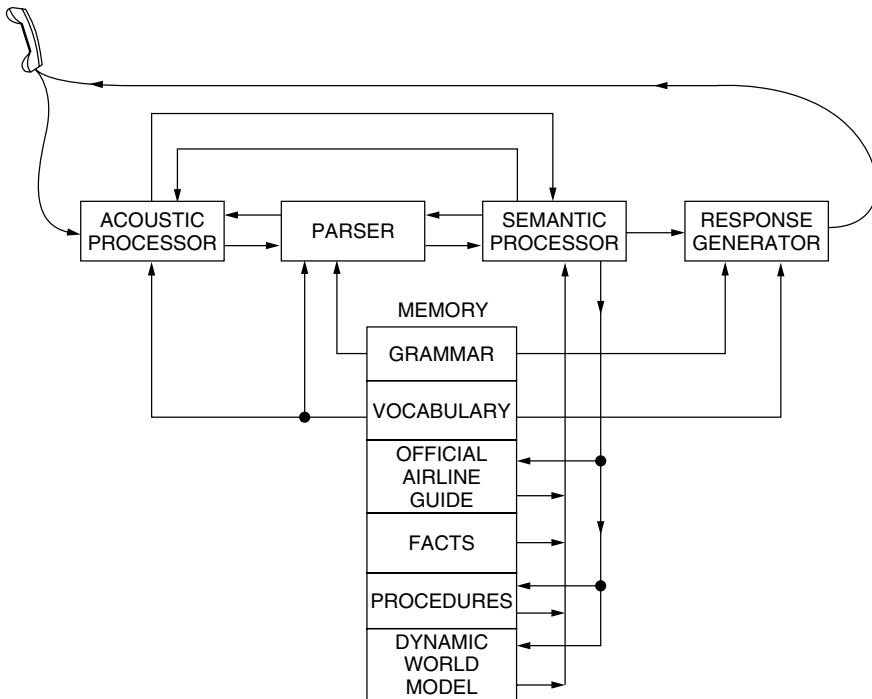 ACOUSTIC
PROCESSOR
PARSER
SEMANTIC
PROCESSOR
RESPONSE
GENERATOR
MEMORY
GRAMMAR
VOCABULARY
OFFICIAL
AIRLINE
GUIDE
FACTS
PROCEDURES
DYNAMIC
WORLD
MODEL